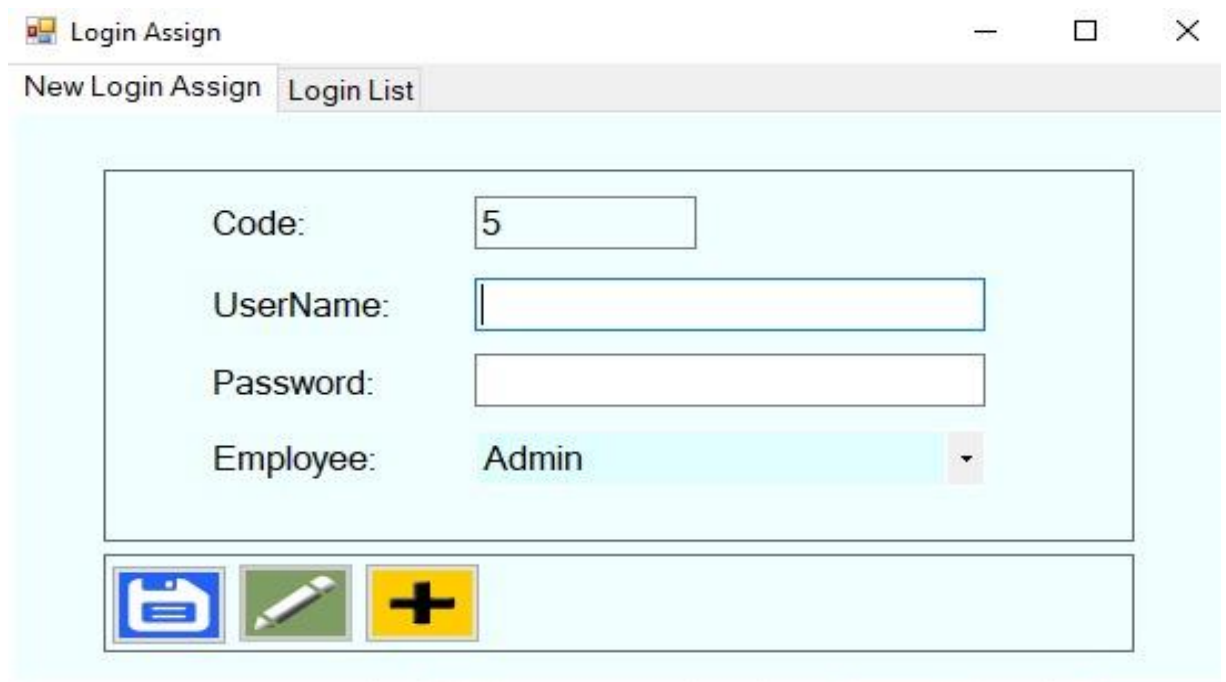 Login Assign
New Login Assign Login List
Code: 5
UserName:
Password:
Employee: Admin